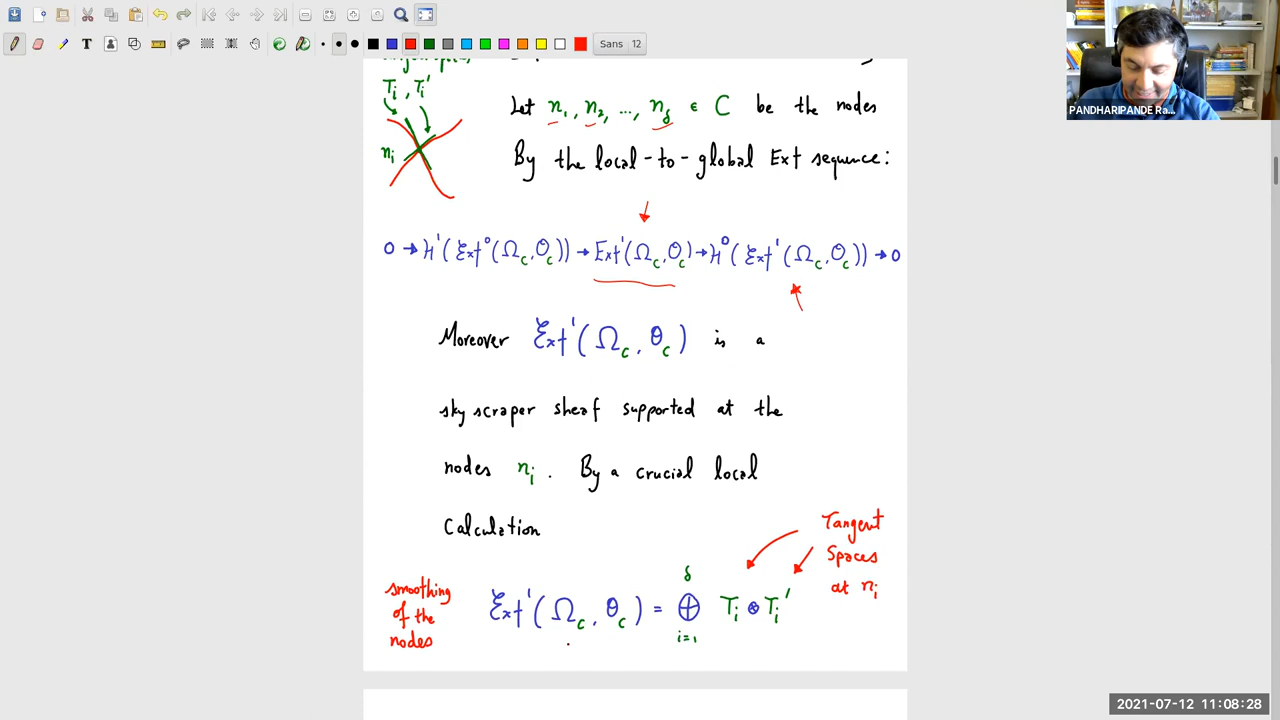 Sans 12
PANDHARIPANDE Ra...
T_i , T_i'
n_i
Let n_1, n_2, ..., n_δ ∈ C be the nodes
By the local-to-global Ext sequence:
0 → H^1(Ext^0(Ω_C, O_C)) → Ext^1(Ω_C, O_C) → H^0(Ext^1(Ω_C, O_C)) → 0
Moreover Ext^1(Ω_C, O_C) is a
skyscraper sheaf supported at the
nodes n_i. By a crucial local
Calculation
Tangent
Spaces
at n_i
smoothing
of the
nodes
Ext^1(Ω_C, O_C) = ⊕_{i=1}^δ T_i ⊗ T_i'
2021-07-12 11:08:28